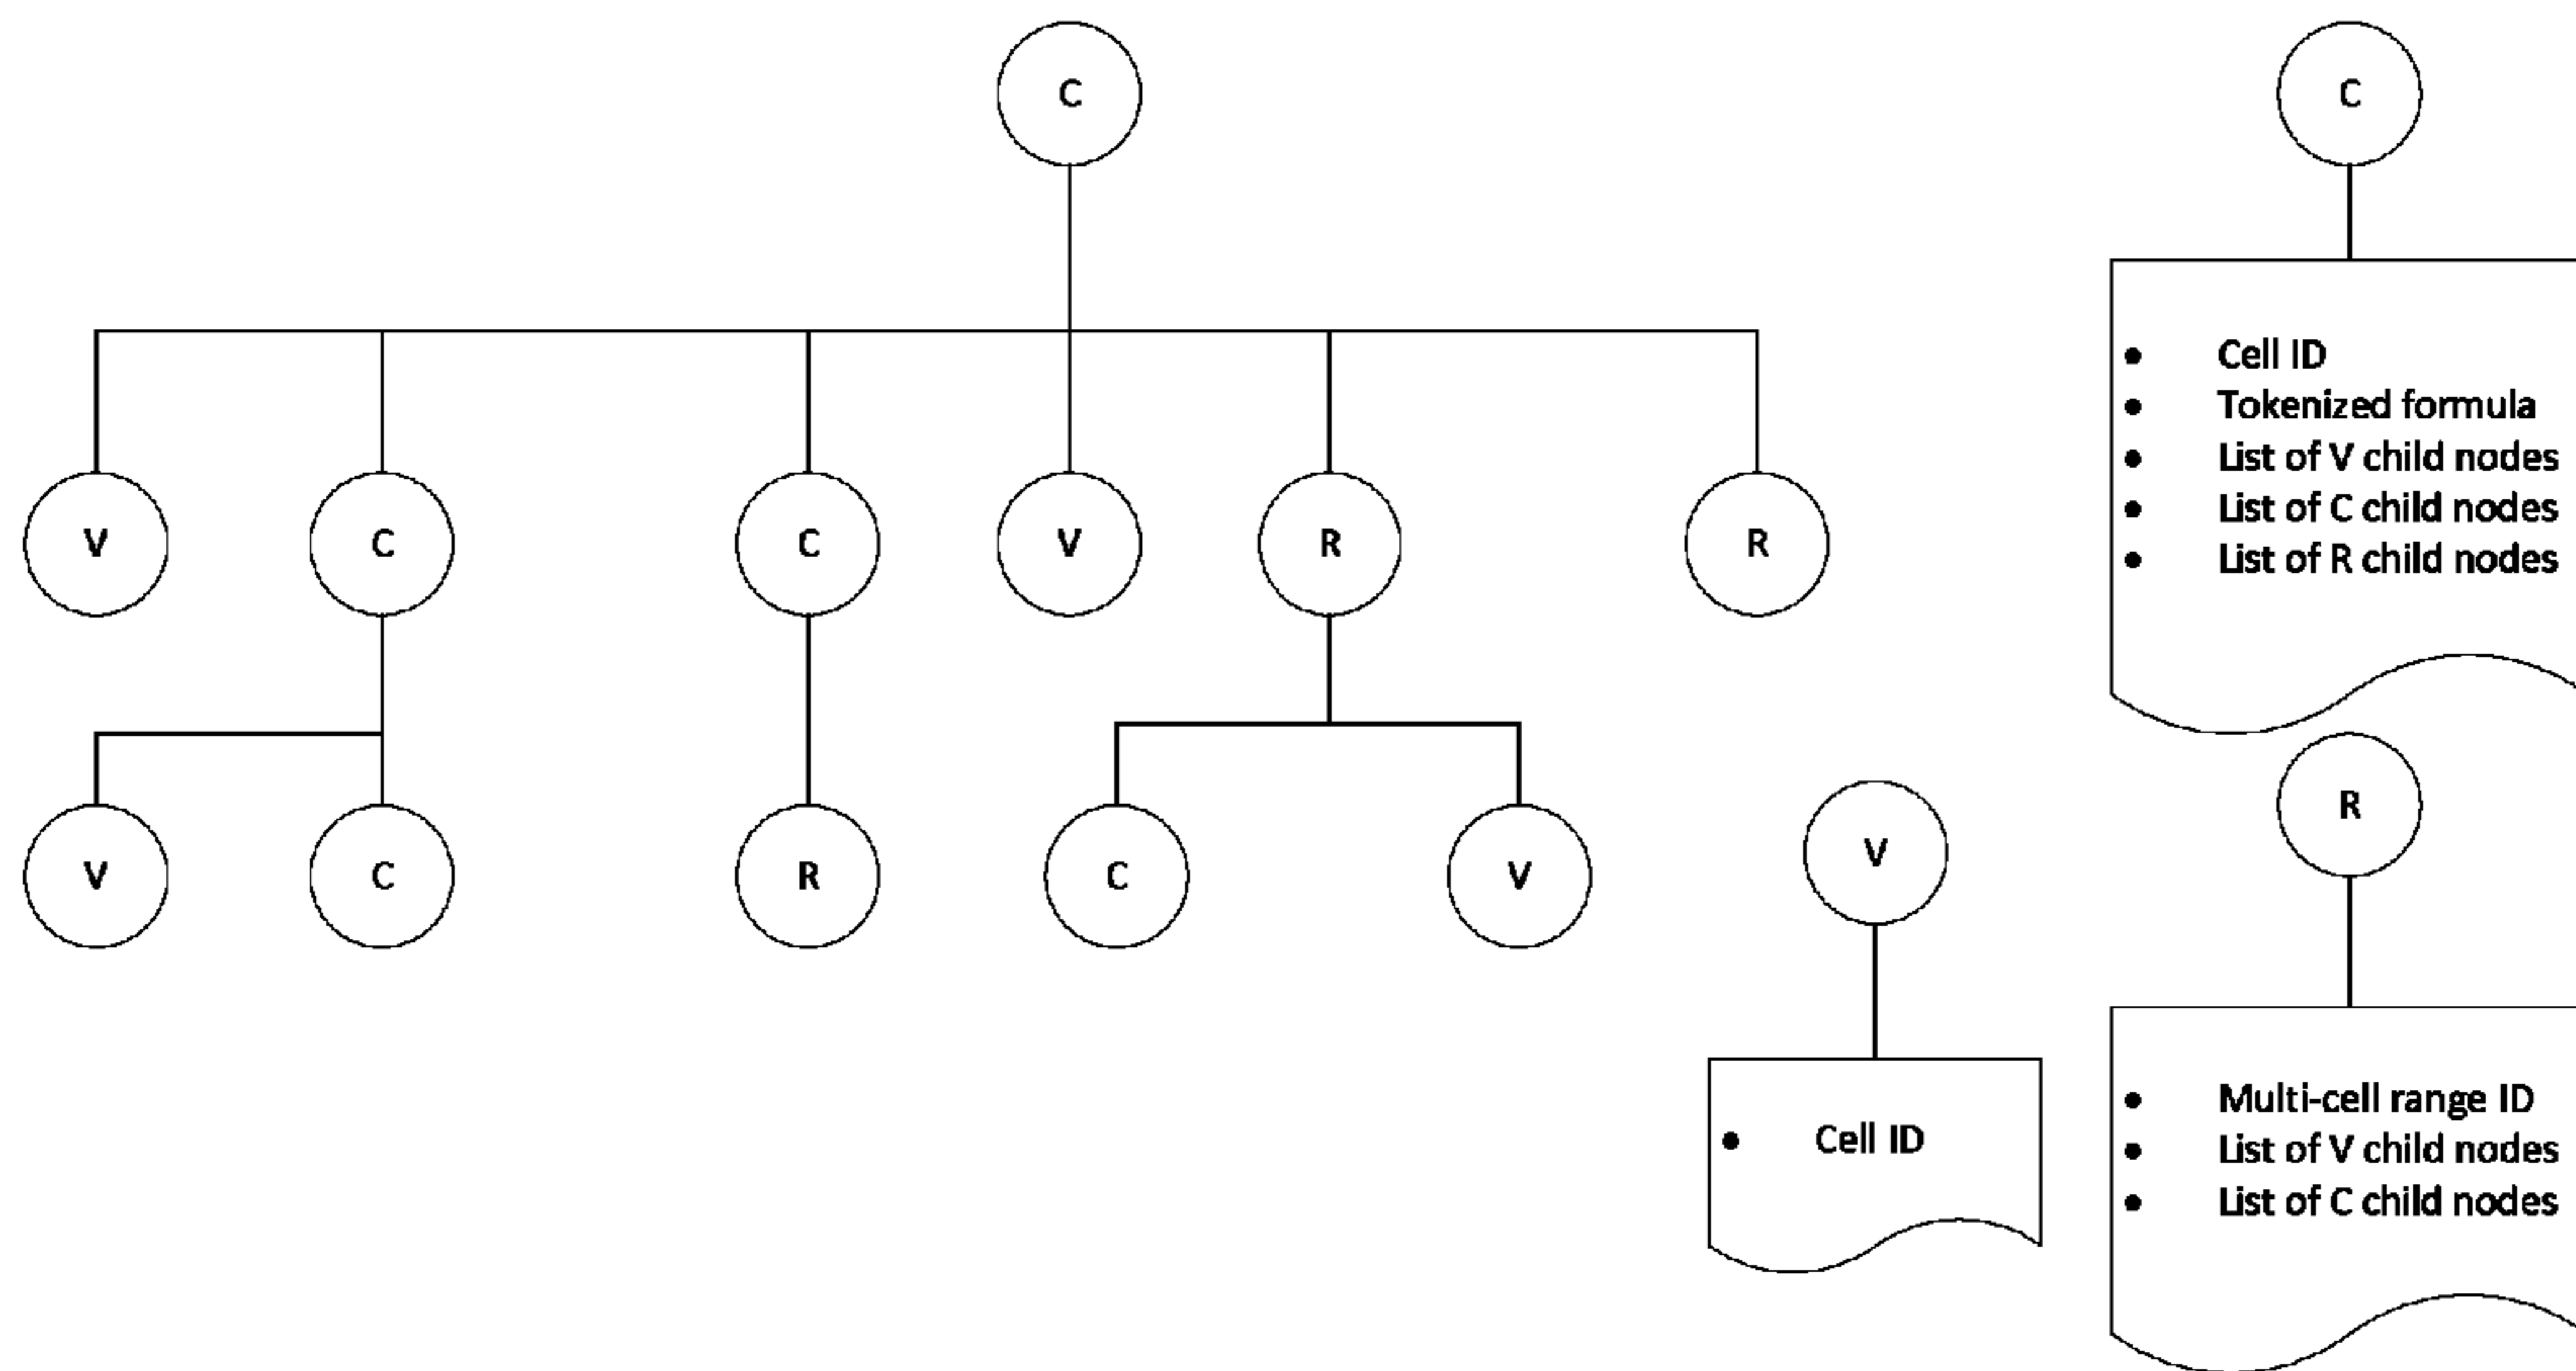 C
C
V
C
C
V
R
R
• Cell ID
• Tokenized formula
• List of V child nodes
• List of C child nodes
• List of R child nodes
V
C
R
C
V
V
R
• Cell ID
• Multi-cell range ID
• List of V child nodes
• List of C child nodes